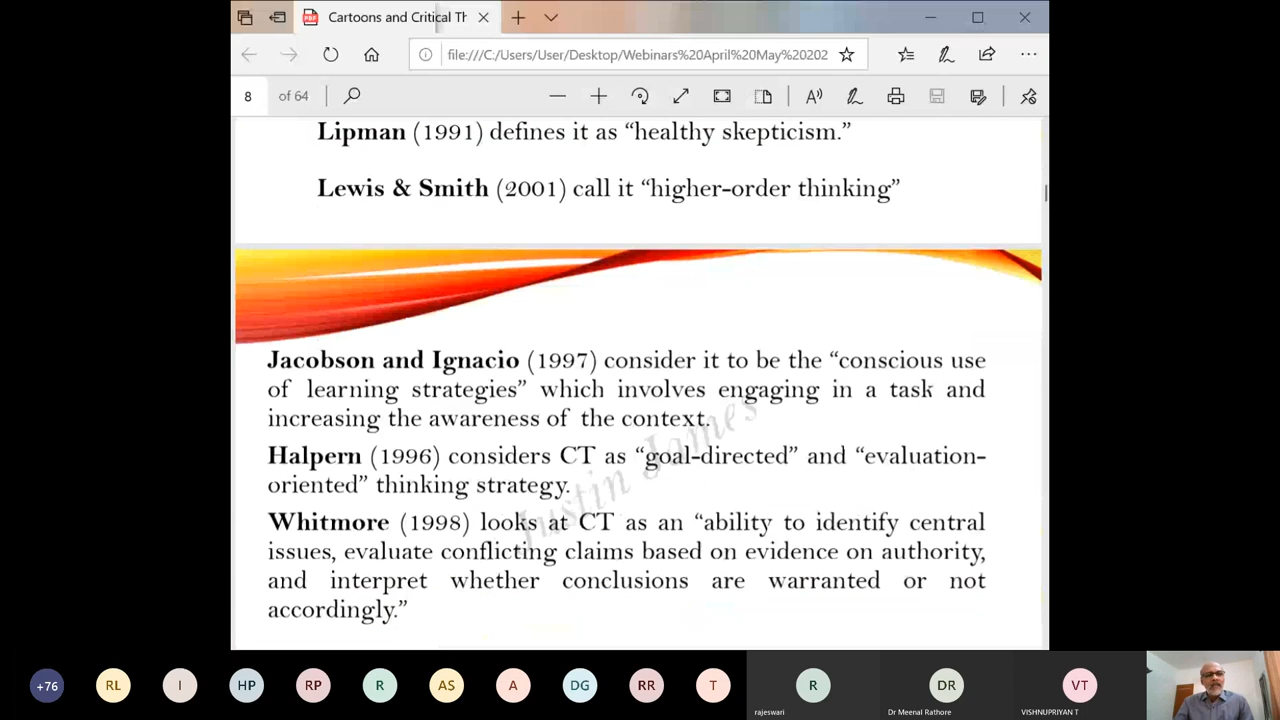 Cartoons and Critical Th
file:///C:/Users/User/Desktop/Webinars%20April%20May%20202
8 of 64
Lipman (1991) defines it as “healthy skepticism.”
Lewis & Smith (2001) call it “higher-order thinking”
Jacobson and Ignacio (1997) consider it to be the “conscious use
of learning strategies” which involves engaging in a task and
increasing the awareness of the context.
Halpern (1996) considers CT as “goal-directed” and “evaluation-
oriented” thinking strategy.
Whitmore (1998) looks at CT as an “ability to identify central
issues, evaluate conflicting claims based on evidence on authority,
and interpret whether conclusions are warranted or not
accordingly.”
Justin James
+76 RL I HP RP R AS A DG RR T R DR VT
rajeswari Dr Meenal Rathore VISHNUPRIYAN T